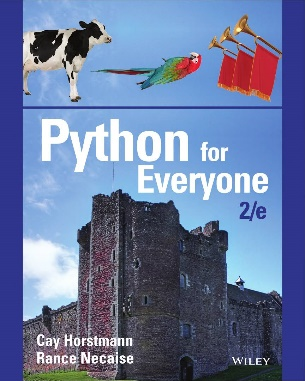 Python for
Everyone
2/e
Cay Horstmann
Rance Necaise
WILEY